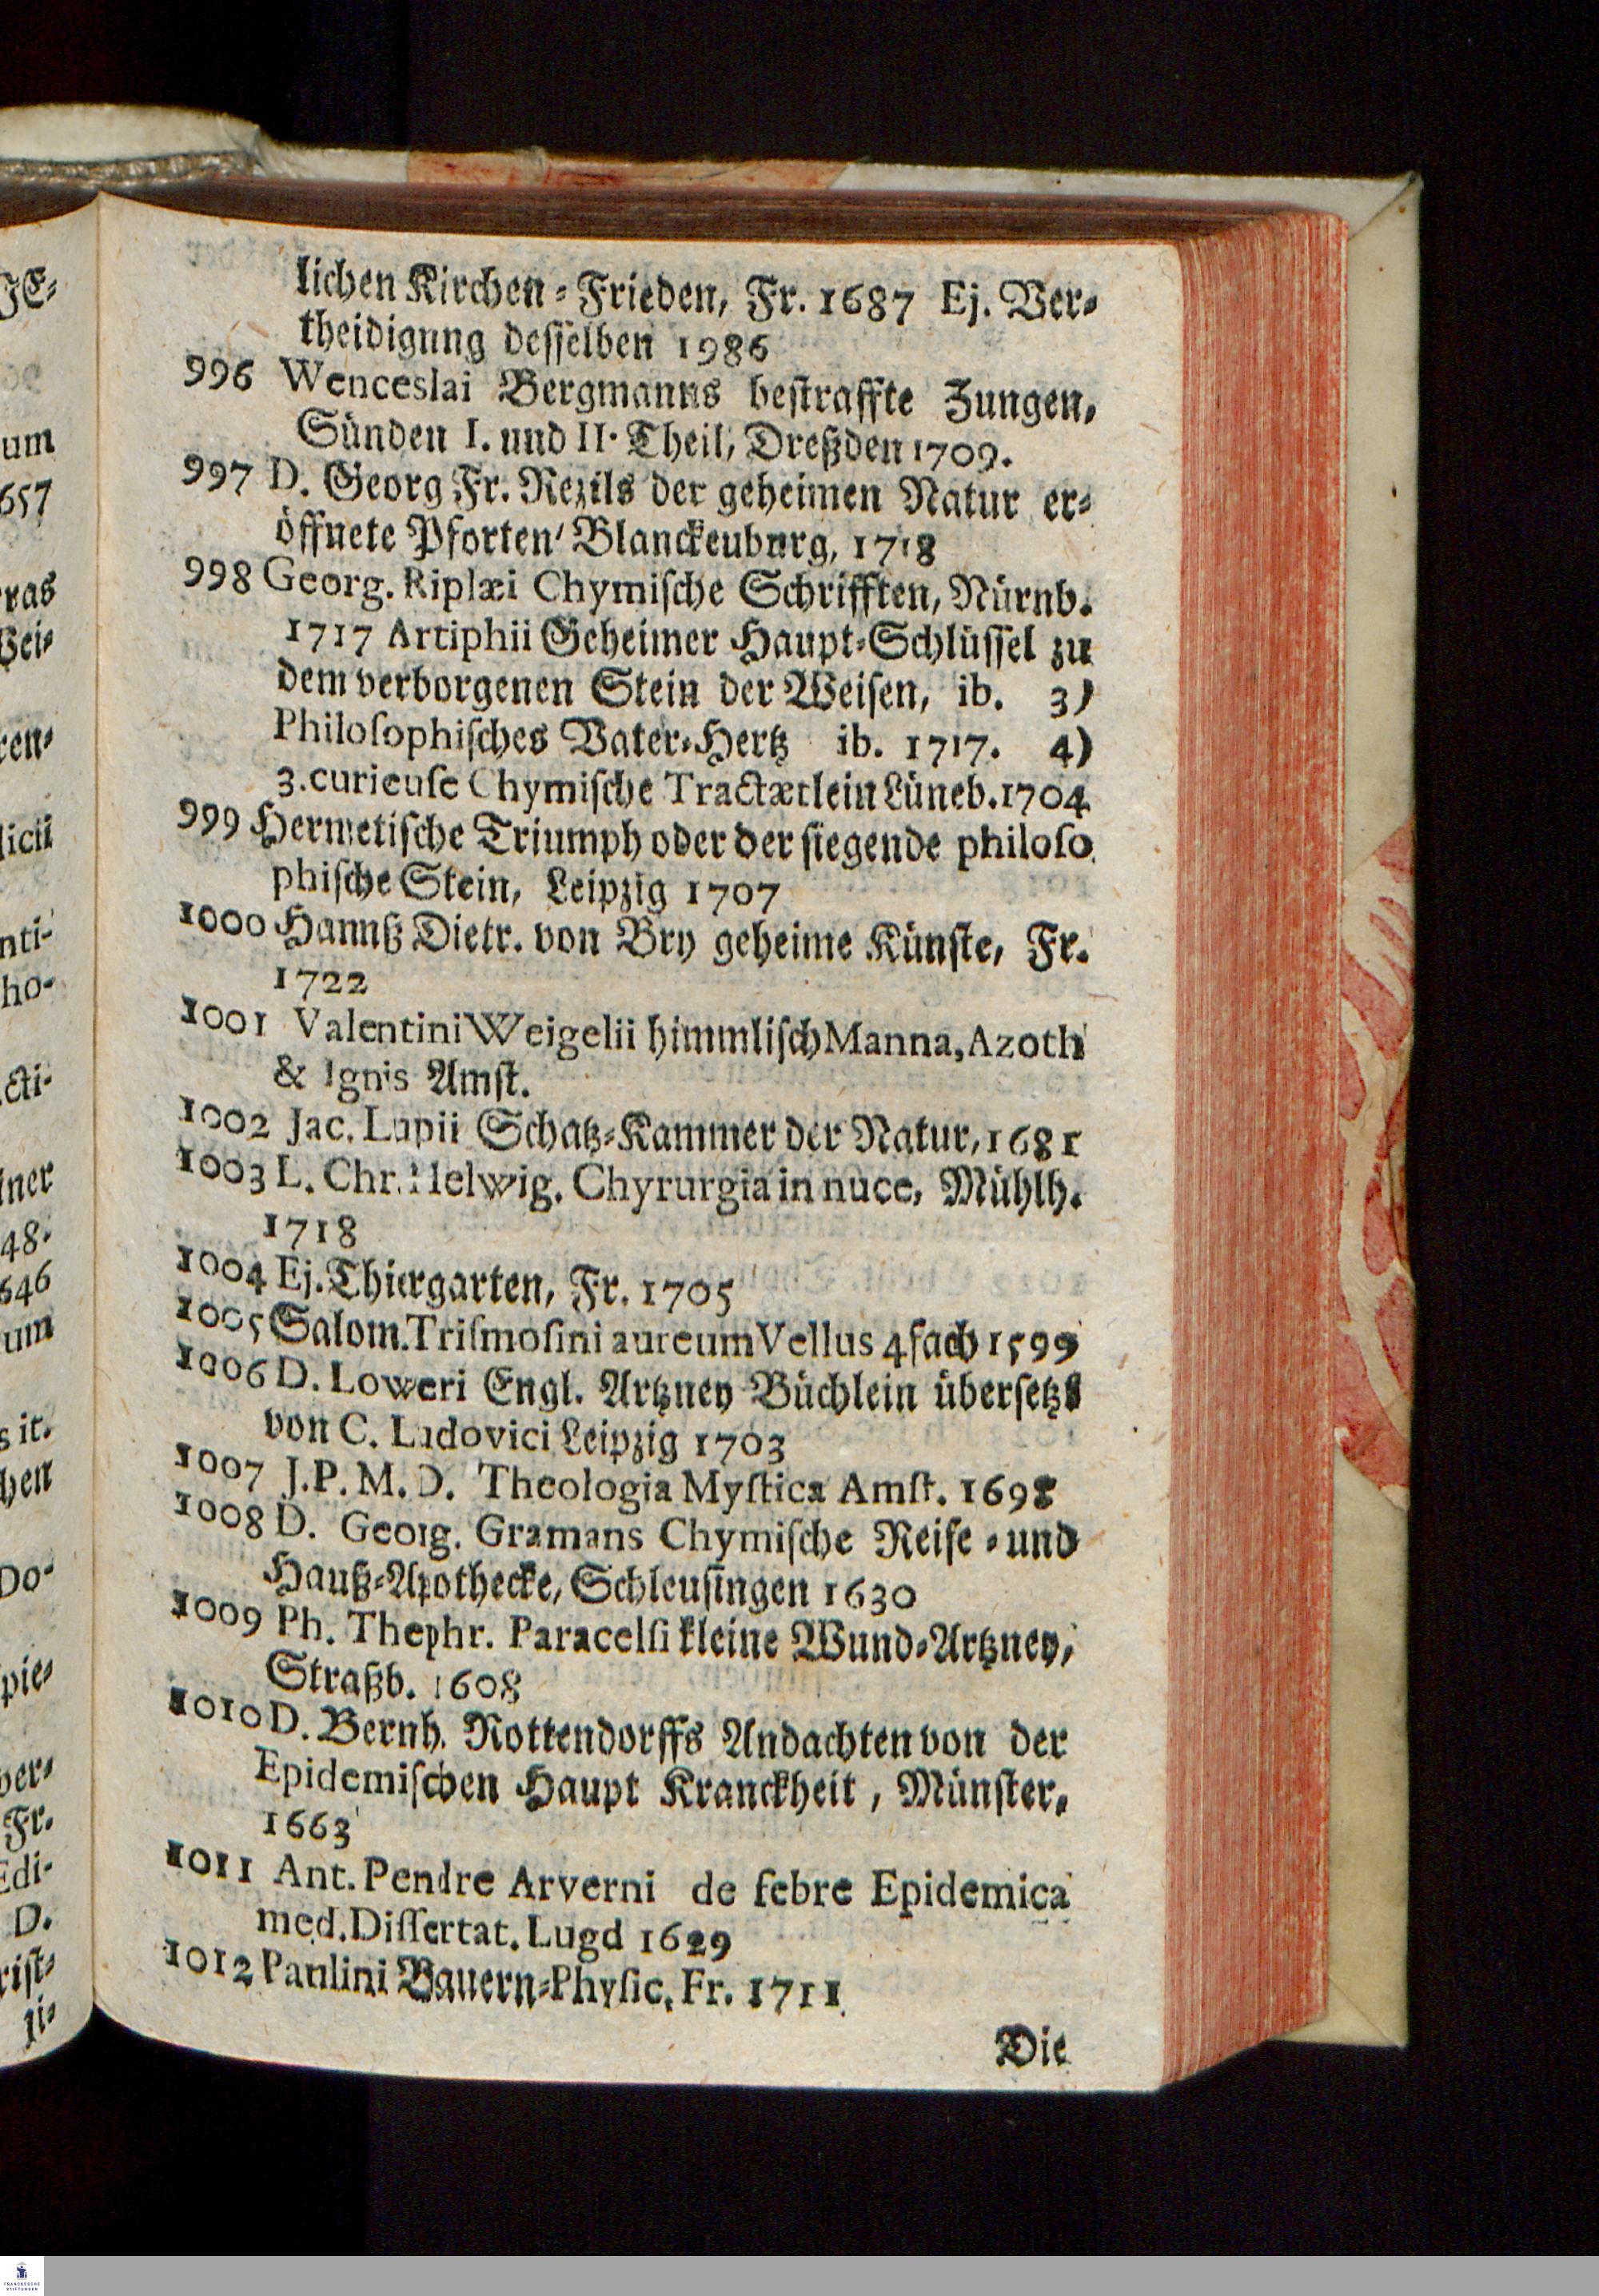 lichen Kirchen-Frieden, Fr. 1687 Ej. Ver-
theidigung desselben 1986
996 Wenceslai Bergmanns bestraffte Zungen,
Sünden I. und II. Theil, Dreßden 1709.
997 D. Georg Fr. Rezils der geheimen Natur er-
öffnete Pforten, Blanckenburg, 1718
998 Georg. Riplæi Chymische Schrifften, Nürnb.
1717 Artiphii Geheimer Haupt-Schlüssel zu
dem verborgenen Stein der Weisen, ib. 3)
Philosophisches Vater-Hertz ib. 1717. 4)
3. curieuse Chymische Tractætlein Lüneb. 1704
999 Hermetische Triumph oder der siegende philoso
phische Stein, Leipzig 1707
1000 Hannß Dietr. von Bry geheime Künste, Fr.
1722
1001 Valentini Weigelii himmlisch Manna, Azoth
& Ignis Amst.
1002 Jac. Lupii Schatz-Kammer der Natur, 1681
1003 L. Chr. Helwig. Chyrurgia in nuce, Mühlh.
1718
1004 Ej. Thiergarten, Fr. 1705
1005 Salom. Trismosini aureum Vellus 4fach 1599
1006 D. Loweri Engl. Artzney Büchlein übersetzt
von C. Ludovici Leipzig 1703
1007 J.P.M.D. Theologia Mystica Amst. 1698
1008 D. Georg. Gramans Chymische Reise- und
Hauß-Apothecke, Schleusingen 1630
1009 Ph. Thephr. Paracelsi kleine Wund-Artzney,
Straßb. 1608
1010 D. Bernh. Rottendorffs Andachten von der
Epidemischen Haupt Kranckheit, Münster,
1663
1011 Ant. Pendre Arverni de febre Epidemica
med. Dissertat. Lugd 1629
1012 Paulini Bauern-Physic, Fr. 1711
Die